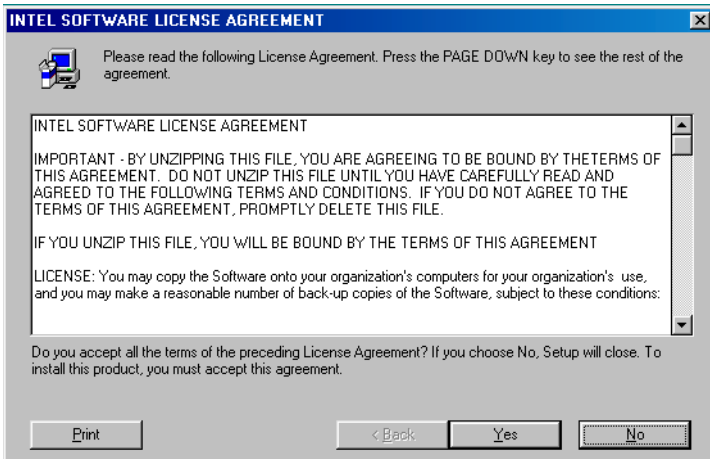 INTEL SOFTWARE LICENSE AGREEMENT
Please read the following License Agreement. Press the PAGE DOWN key to see the rest of the
agreement.
INTEL SOFTWARE LICENSE AGREEMENT
IMPORTANT - BY UNZIPPING THIS FILE, YOU ARE AGREEING TO BE BOUND BY THETERMS OF
THIS AGREEMENT.  DO NOT UNZIP THIS FILE UNTIL YOU HAVE CAREFULLY READ AND
AGREED TO THE FOLLOWING TERMS AND CONDITIONS.  IF YOU DO NOT AGREE TO THE
TERMS OF THIS AGREEMENT, PROMPTLY DELETE THIS FILE.
IF YOU UNZIP THIS FILE, YOU WILL BE BOUND BY THE TERMS OF THIS AGREEMENT
LICENSE: You may copy the Software onto your organization's computers for your organization's  use,
and you may make a reasonable number of back-up copies of the Software, subject to these conditions:
Do you accept all the terms of the preceding License Agreement? If you choose No, Setup will close. To
install this product, you must accept this agreement.
Print
< Back
Yes
No